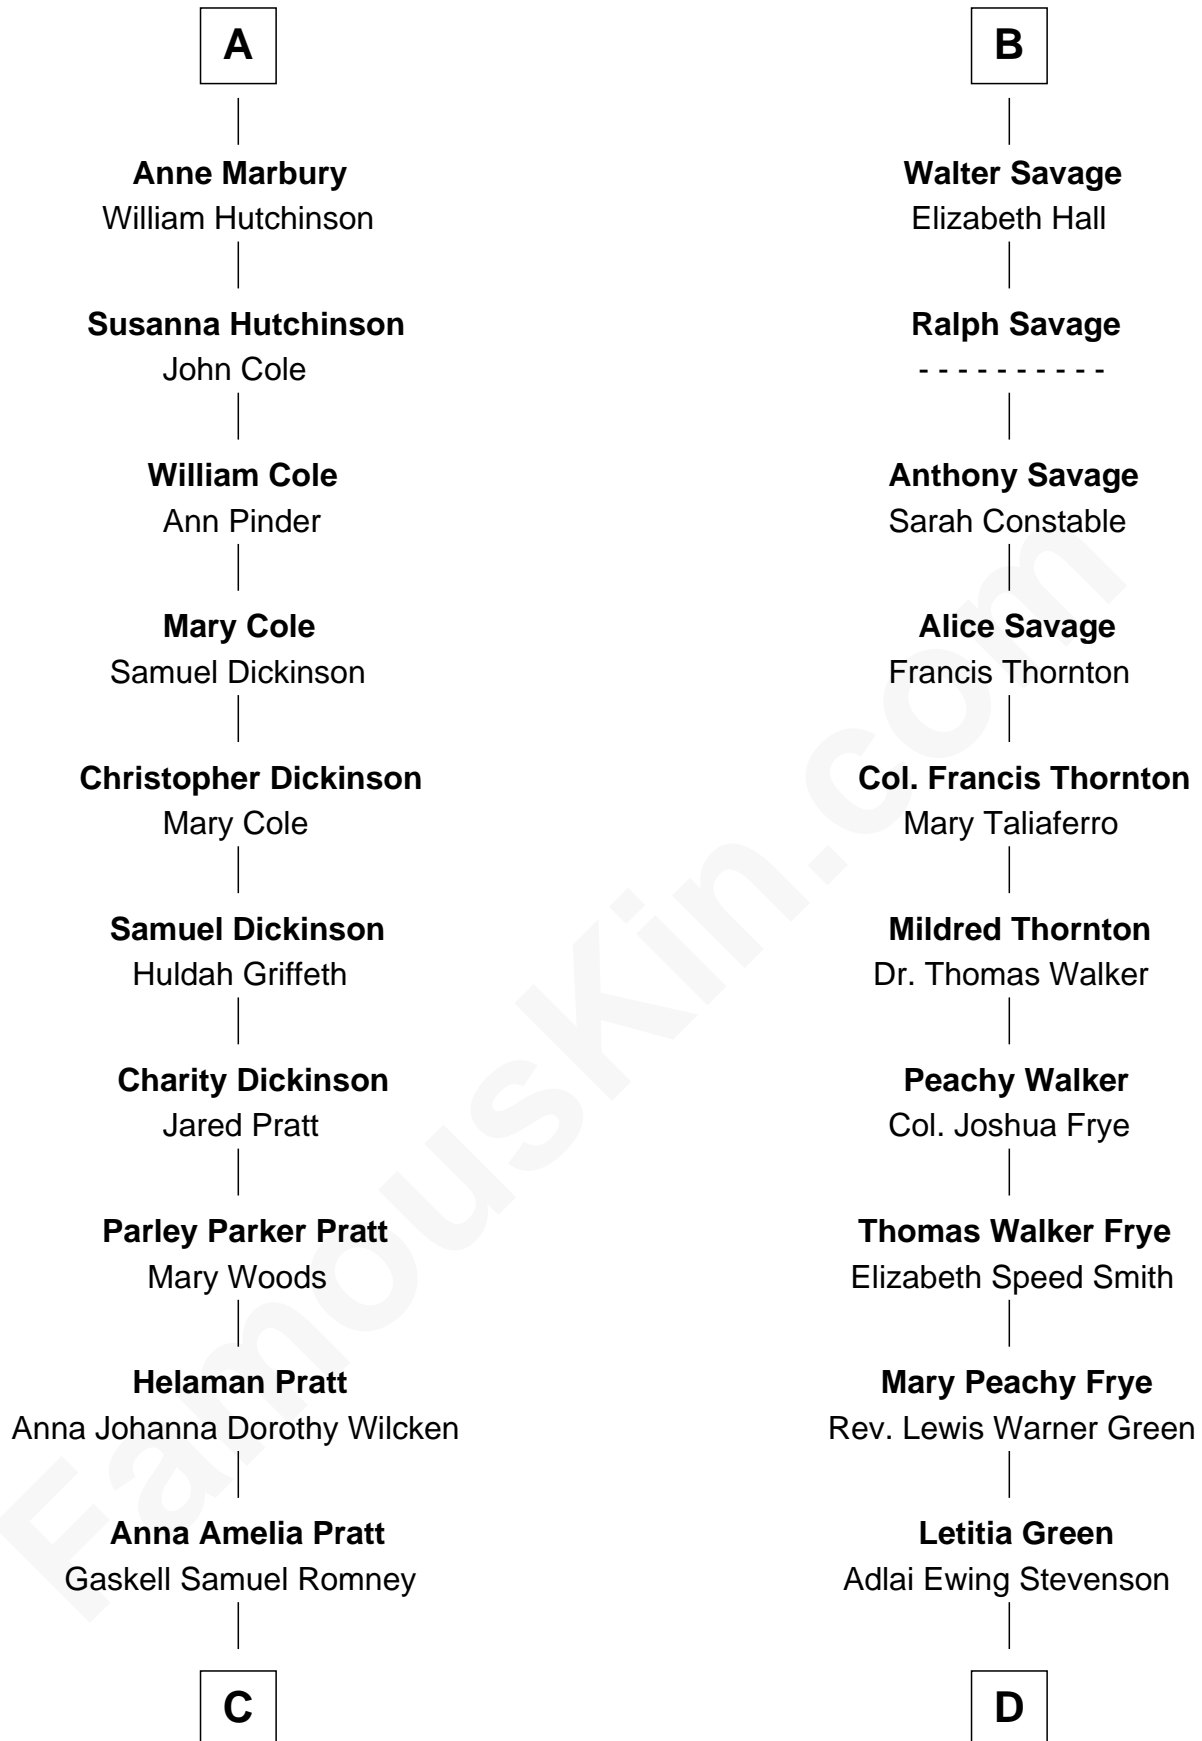 A
Anne Marbury
William Hutchinson
Susanna Hutchinson
John Cole
William Cole
Ann Pinder
Mary Cole
Samuel Dickinson
Christopher Dickinson
Mary Cole
Samuel Dickinson
Huldah Griffeth
Charity Dickinson
Jared Pratt
Parley Parker Pratt
Mary Woods
Helaman Pratt
Anna Johanna Dorothy Wilcken
Anna Amelia Pratt
Gaskell Samuel Romney
C
B
Walter Savage
Elizabeth Hall
Ralph Savage
- - - - - - - - - -
Anthony Savage
Sarah Constable
Alice Savage
Francis Thornton
Col. Francis Thornton
Mary Taliaferro
Mildred Thornton
Dr. Thomas Walker
Peachy Walker
Col. Joshua Frye
Thomas Walker Frye
Elizabeth Speed Smith
Mary Peachy Frye
Rev. Lewis Warner Green
Letitia Green
Adlai Ewing Stevenson
D
FamousKin.com